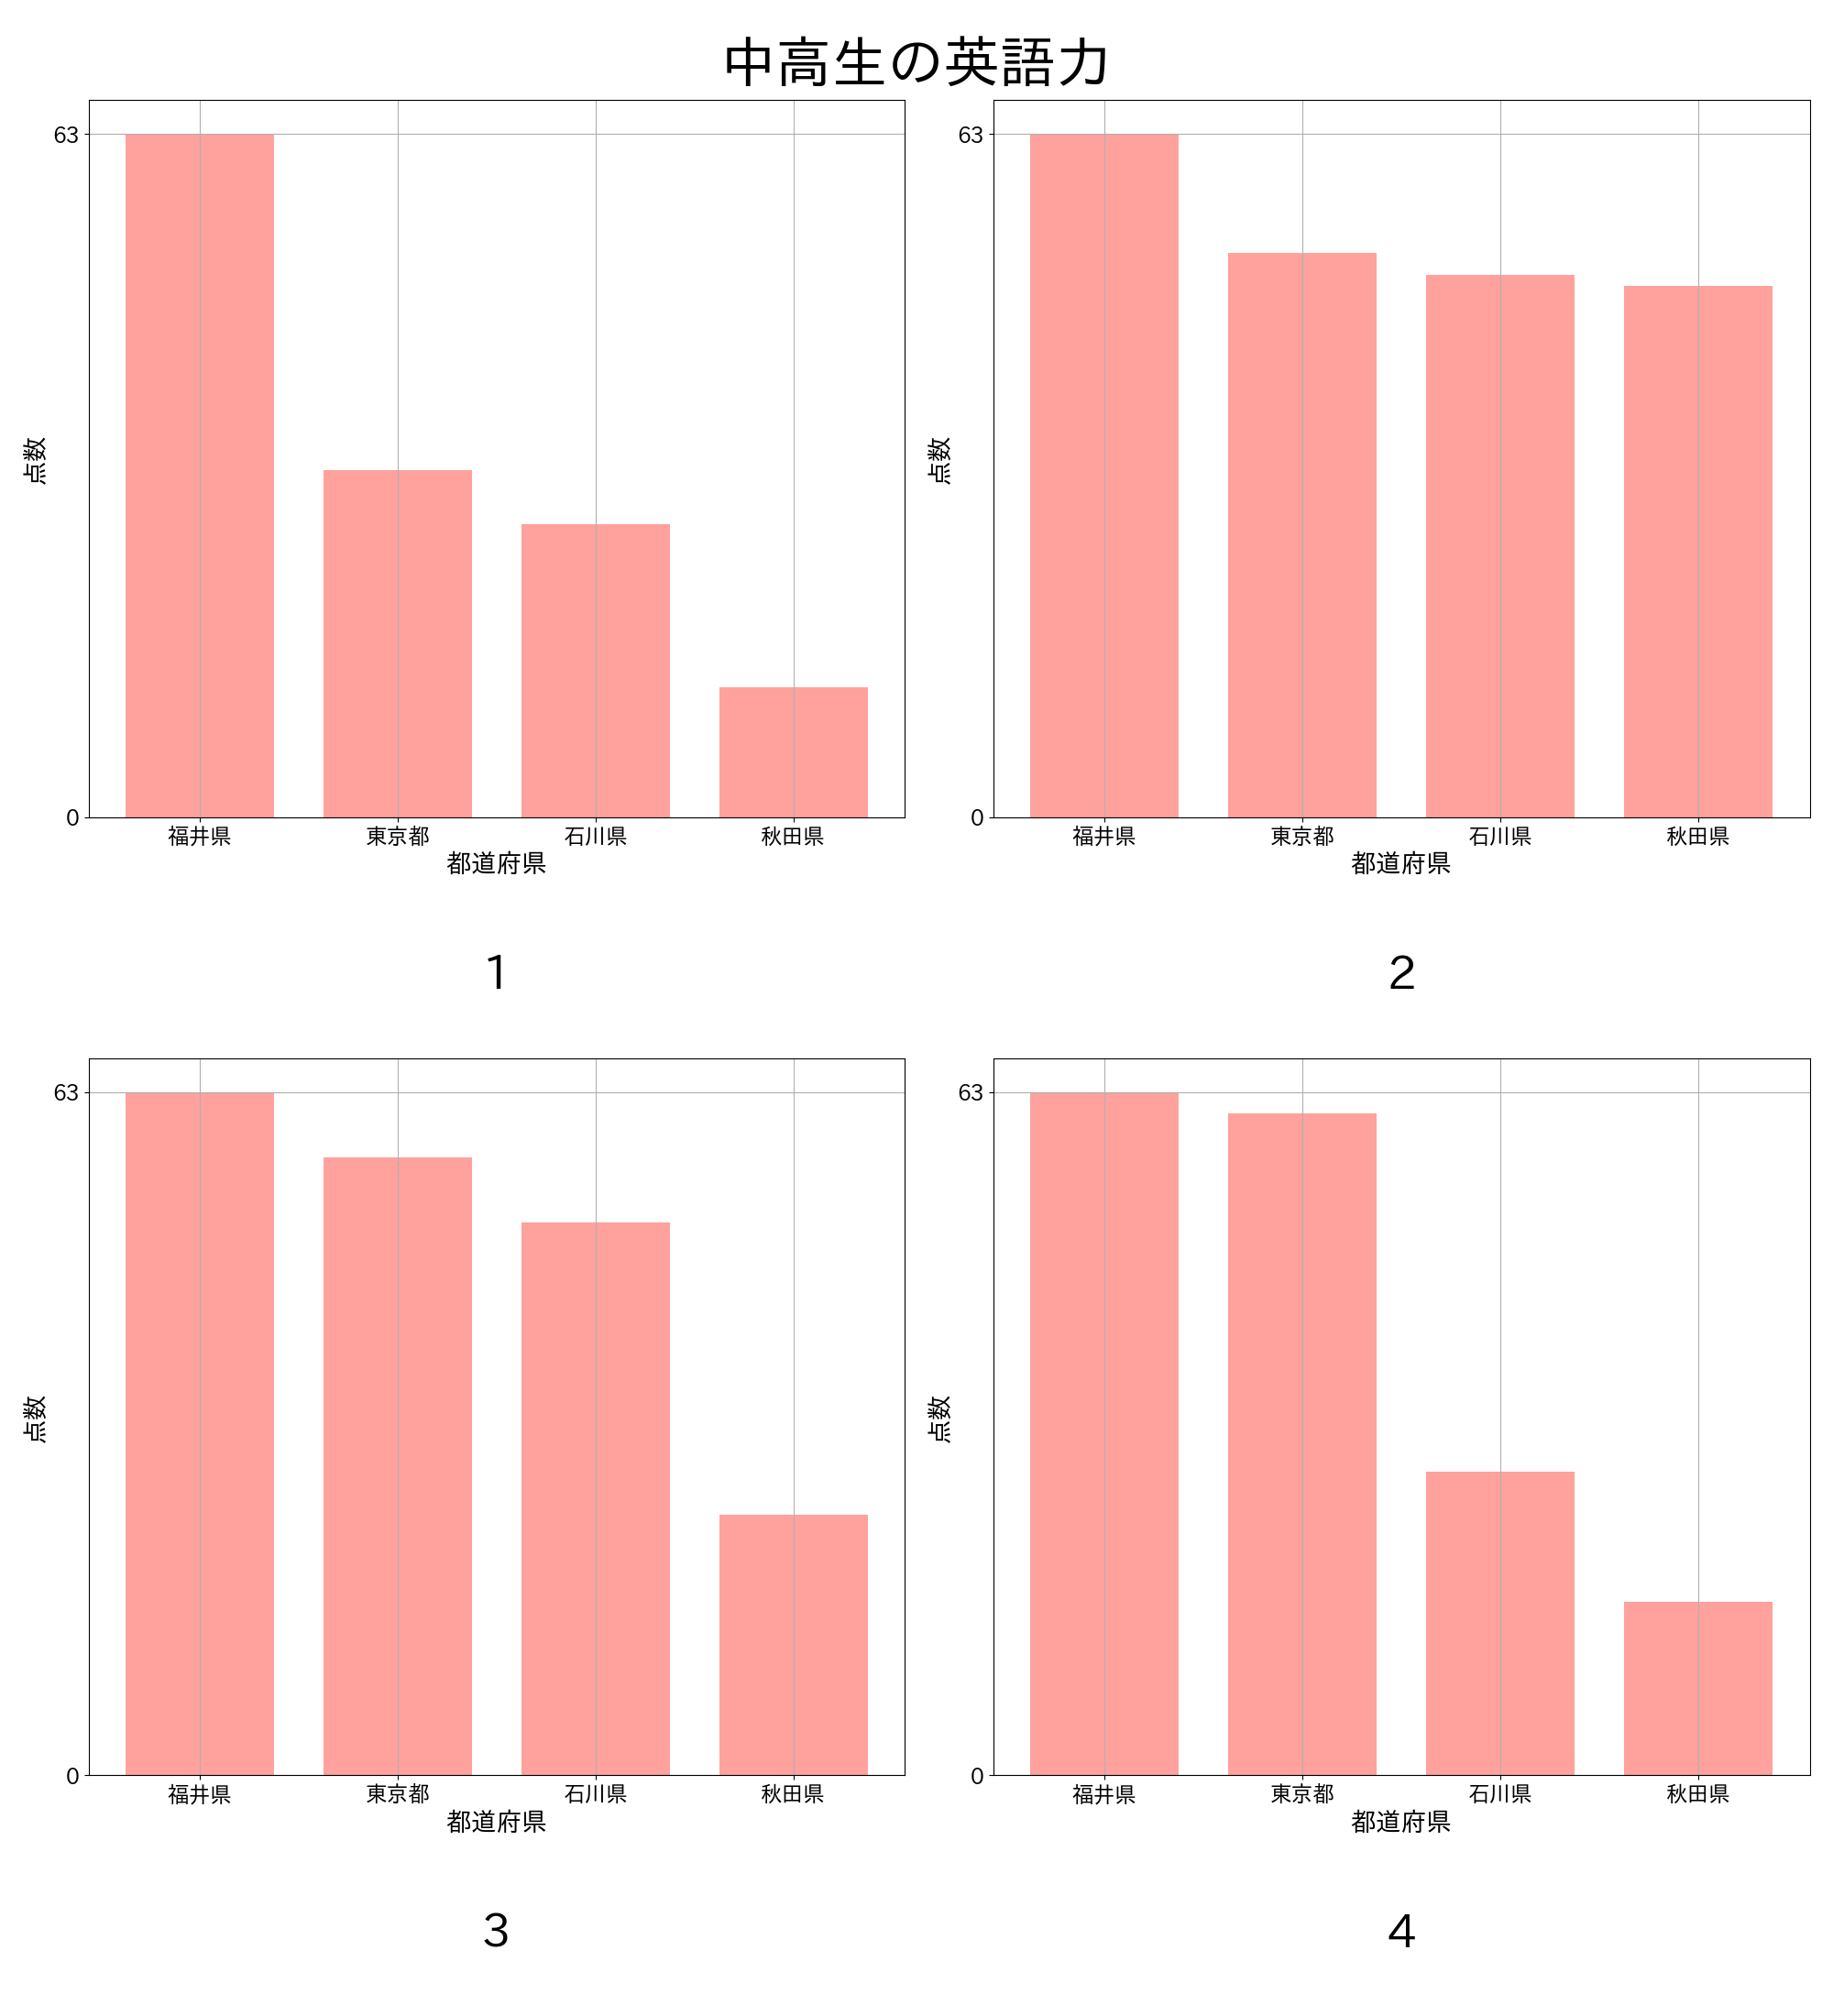 中高生の英語力
63
0
点数
福井県 東京都 石川県 秋田県
都道府県
1
63
0
点数
福井県 東京都 石川県 秋田県
都道府県
2
63
0
点数
福井県 東京都 石川県 秋田県
都道府県
3
63
0
点数
福井県 東京都 石川県 秋田県
都道府県
4